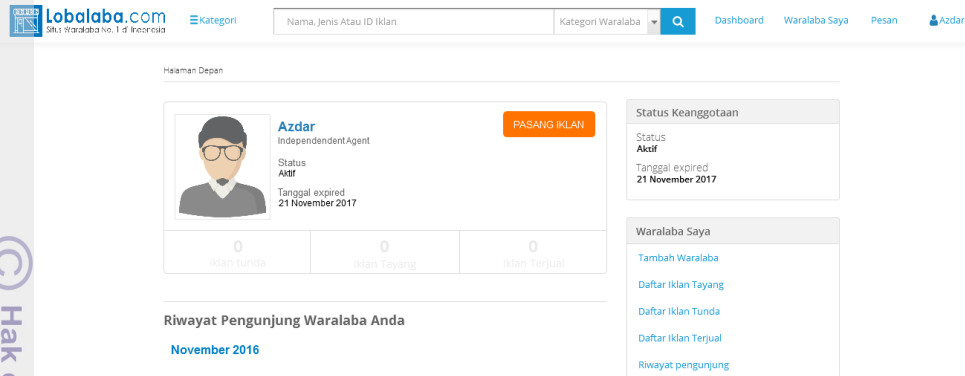 Lobalaba.com
Situs Waralaba No. 1 di Indonesia
Kategori
Nama, Jenis Atau ID Iklan
Kategori Waralaba
Dashboard
Waralaba Saya
Pesan
Azdar
Halaman Depan
Azdar
Independendent Agent
Status
Aktif
Tanggal expired
21 November 2017
PASANG IKLAN
0
Iklan tunda
0
Iklan Tayang
0
Iklan Terjual
Riwayat Pengunjung Waralaba Anda
November 2016
Status Keanggotaan
Status
Aktif
Tanggal expired
21 November 2017
Waralaba Saya
Tambah Waralaba
Daftar Iklan Tayang
Daftar Iklan Tunda
Daftar Iklan Terjual
Riwayat pengunjung
© Hak